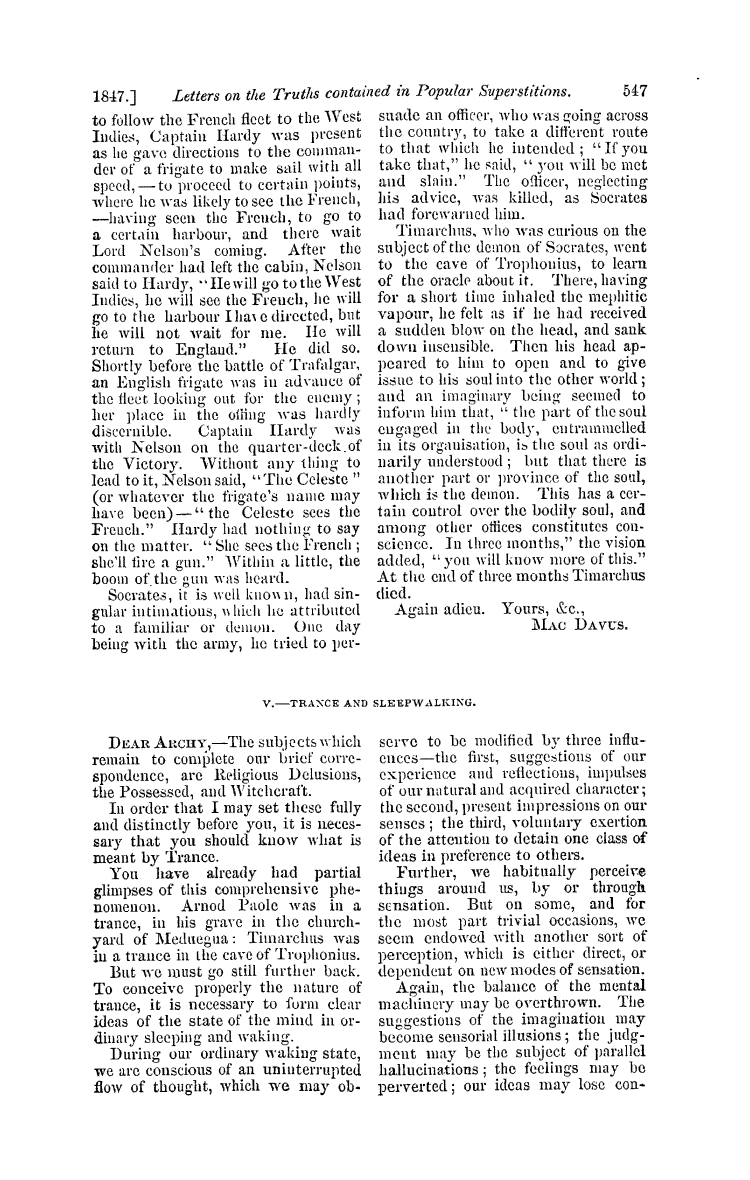 1847.] Letters on the Truths contained in Popular Superstitions. 547
to follow the French fleet to the West
Indies, Captain Hardy was present
as he gave directions to the comman-
der of a frigate to make sail with all
speed,—to proceed to certain points,
where he was likely to see the French,
—having seen the French, to go to
a certain harbour, and there wait
Lord Nelson's coming. After the
commander had left the cabin, Nelson
said to Hardy, "He will go to the West
Indies, he will see the French, he will
go to the harbour I have directed, but
he will not wait for me. He will
return to England." He did so.
Shortly before the battle of Trafalgar,
an English frigate was in advance of
the fleet looking out for the enemy;
her place in the offing was hardly
discernible. Captain Hardy was
with Nelson on the quarter-deck of
the Victory. Without any thing to
lead to it, Nelson said, "The Celeste"
(or whatever the frigate's name may
have been)—"the Celeste sees the
French." Hardy had nothing to say
on the matter. "She sees the French;
she'll fire a gun." Within a little, the
boom of the gun was heard.
Socrates, it is well known, had sin-
gular intimations, which he attributed
to a familiar or demon. One day
being with the army, he tried to per-
suade an officer, who was going across
the country, to take a different route
to that which he intended; "If you
take that," he said, "you will be met
and slain." The officer, neglecting
his advice, was killed, as Socrates
had forewarned him.
Timarchus, who was curious on the
subject of the demon of Socrates, went
to the cave of Trophonius, to learn
of the oracle about it. There, having
for a short time inhaled the mephitic
vapour, he felt as if he had received
a sudden blow on the head, and sank
down insensible. Then his head ap-
peared to him to open and to give
issue to his soul into the other world;
and an imaginary being seemed to
inform him that, "the part of the soul
engaged in the body, entrammelled
in its organisation, is the soul as ordi-
narily understood; but that there is
another part or province of the soul,
which is the demon. This has a cer-
tain control over the bodily soul, and
among other offices constitutes con-
science. In three months," the vision
added, "you will know more of this."
At the end of three months Timarchus
died.
Again adieu. Yours, &c.,
MAC DAVUS.
V.—TRANCE AND SLEEPWALKING.
DEAR ARCHY,—The subjects which
remain to complete our brief corre-
spondence, are Religious Delusions,
the Possessed, and Witchcraft.
In order that I may set these fully
and distinctly before you, it is neces-
sary that you should know what is
meant by Trance.
You have already had partial
glimpses of this comprehensive phe-
nomenon. Arnod Paole was in a
trance, in his grave in the church-
yard of Meduegna: Timarchus was
in a trance in the cave of Trophonius.
But we must go still further back.
To conceive properly the nature of
trance, it is necessary to form clear
ideas of the state of the mind in or-
dinary sleeping and waking.
During our ordinary waking state,
we are conscious of an uninterrupted
flow of thought, which we may ob-
serve to be modified by three influ-
ences—the first, suggestions of our
experience and reflections, impulses
of our natural and acquired character;
the second, present impressions on our
senses; the third, voluntary exertion
of the attention to detain one class of
ideas in preference to others.
Further, we habitually perceive
things around us, by or through
sensation. But on some, and for
the most part trivial occasions, we
seem endowed with another sort of
perception, which is either direct, or
dependent on new modes of sensation.
Again, the balance of the mental
machinery may be overthrown. The
suggestions of the imagination may
become sensorial illusions; the judg-
ment may be the subject of parallel
hallucinations; the feelings may be
perverted; our ideas may lose con-